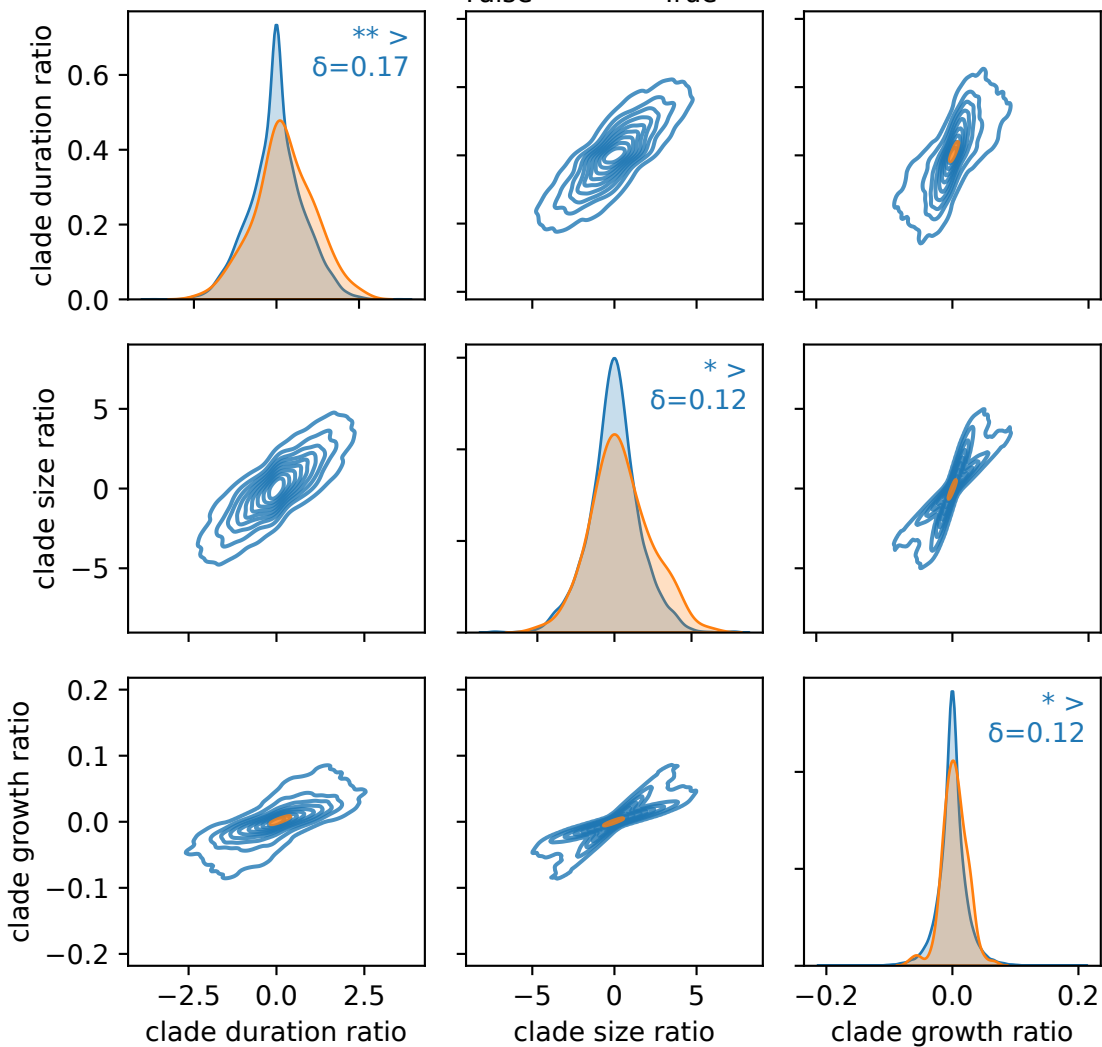 False True
clade duration ratio
0.6
0.4
0.2
0.0
** >
δ=0.17
clade size ratio
5
0
−5
* >
δ=0.12
clade growth ratio
0.2
0.1
0.0
−0.1
−0.2
* >
δ=0.12
−2.5 0.0 2.5
−5 0 5
−0.2 0.0 0.2
clade duration ratio
clade size ratio
clade growth ratio